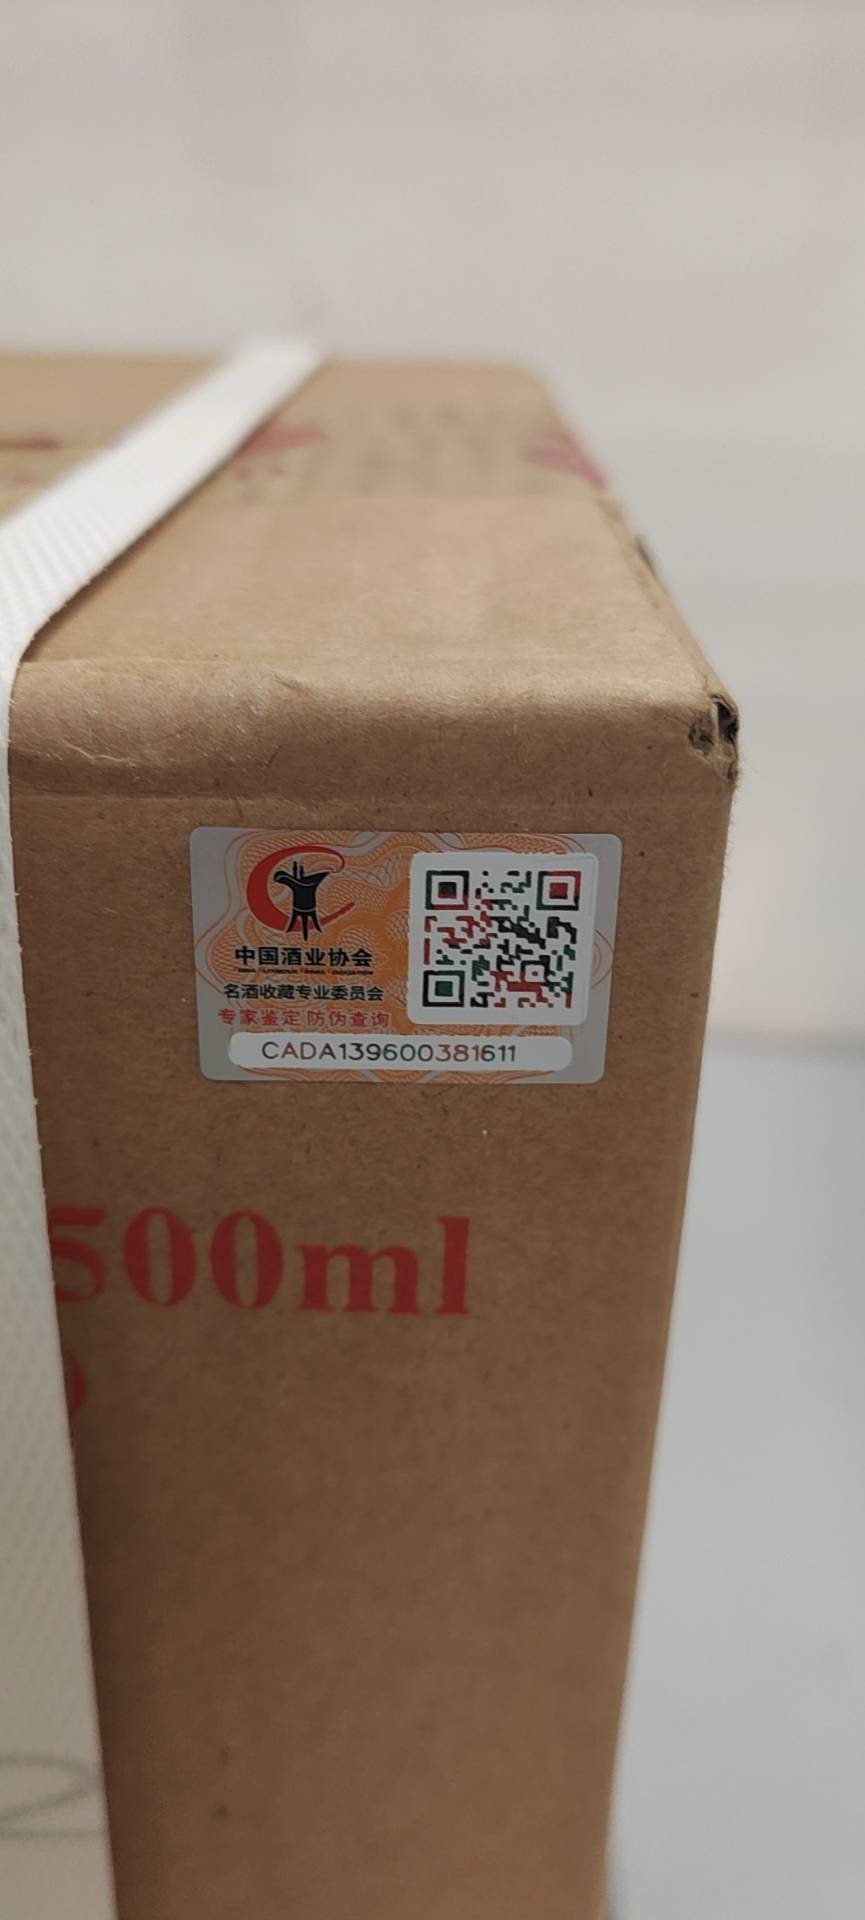 中国酒业协会
名酒收藏专业委员会
专家鉴定 防伪查询
CADA139600381611
500ml